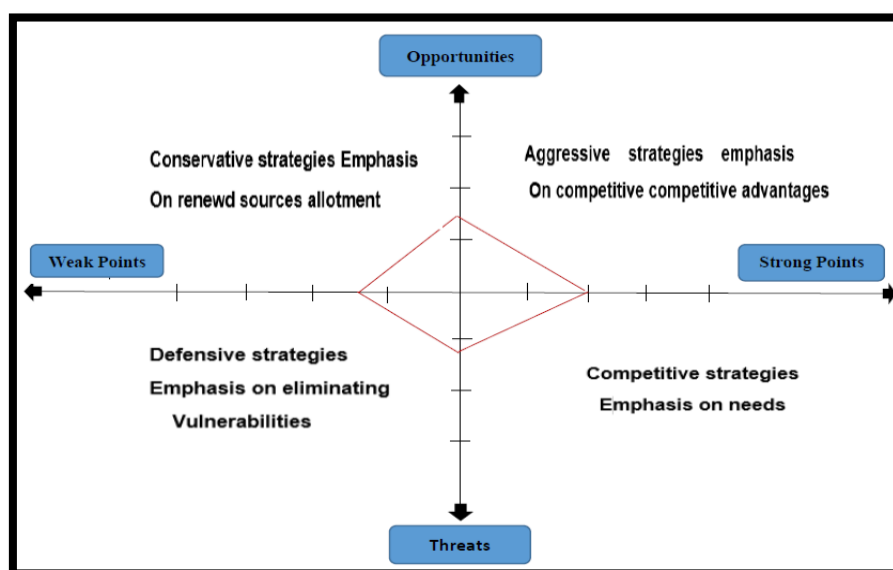 Opportunities
Conservative strategies Emphasis
On renewd sources allotment
Aggressive strategies emphasis
On competitive competitive advantages
Weak Points
Strong Points
Defensive strategies
Emphasis on eliminating
Vulnerabilities
Competitive strategies
Emphasis on needs
Threats